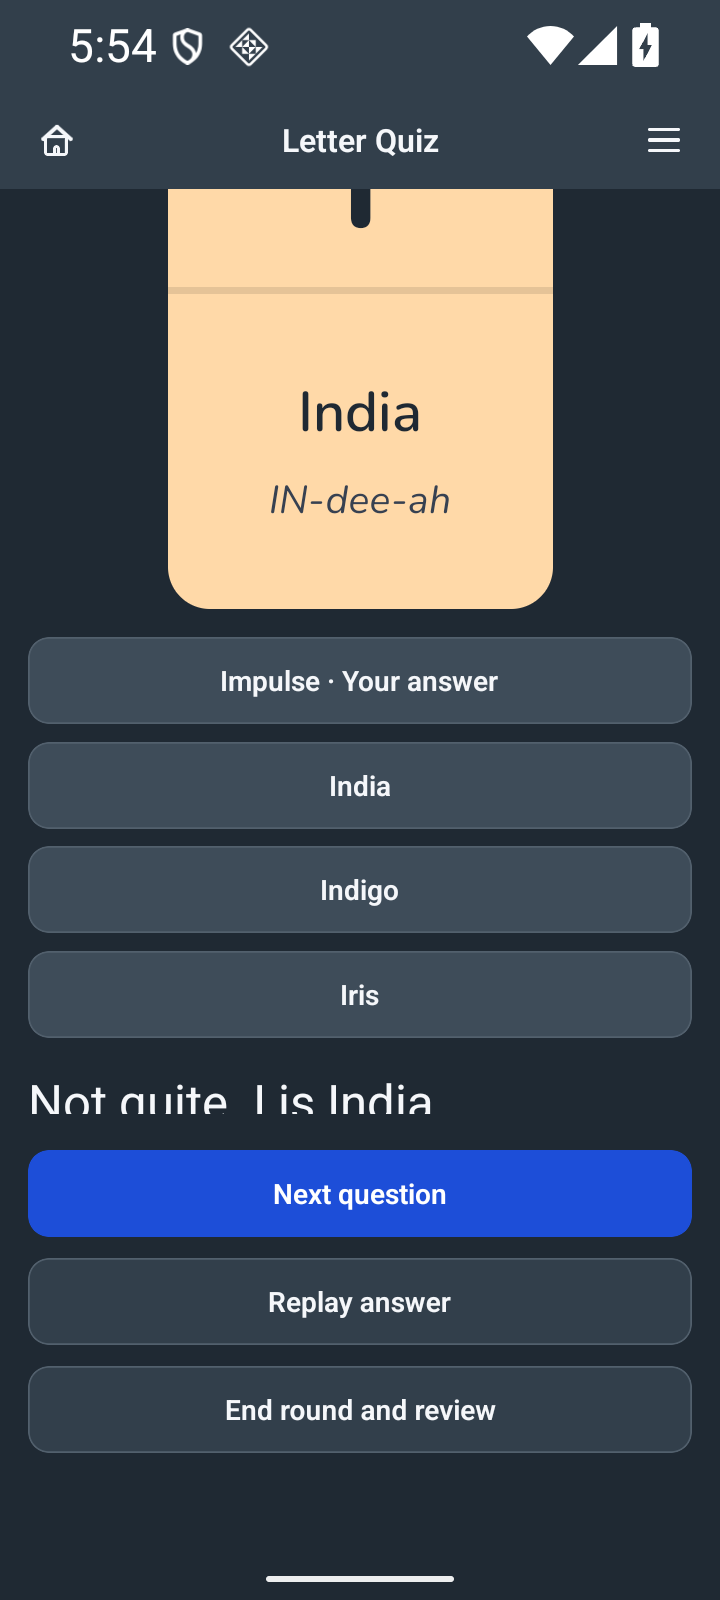 5:54
Letter Quiz
India
IN-dee-ah
Impulse · Your answer
India
Indigo
Iris
Not quite. I is India
Next question
Replay answer
End round and review